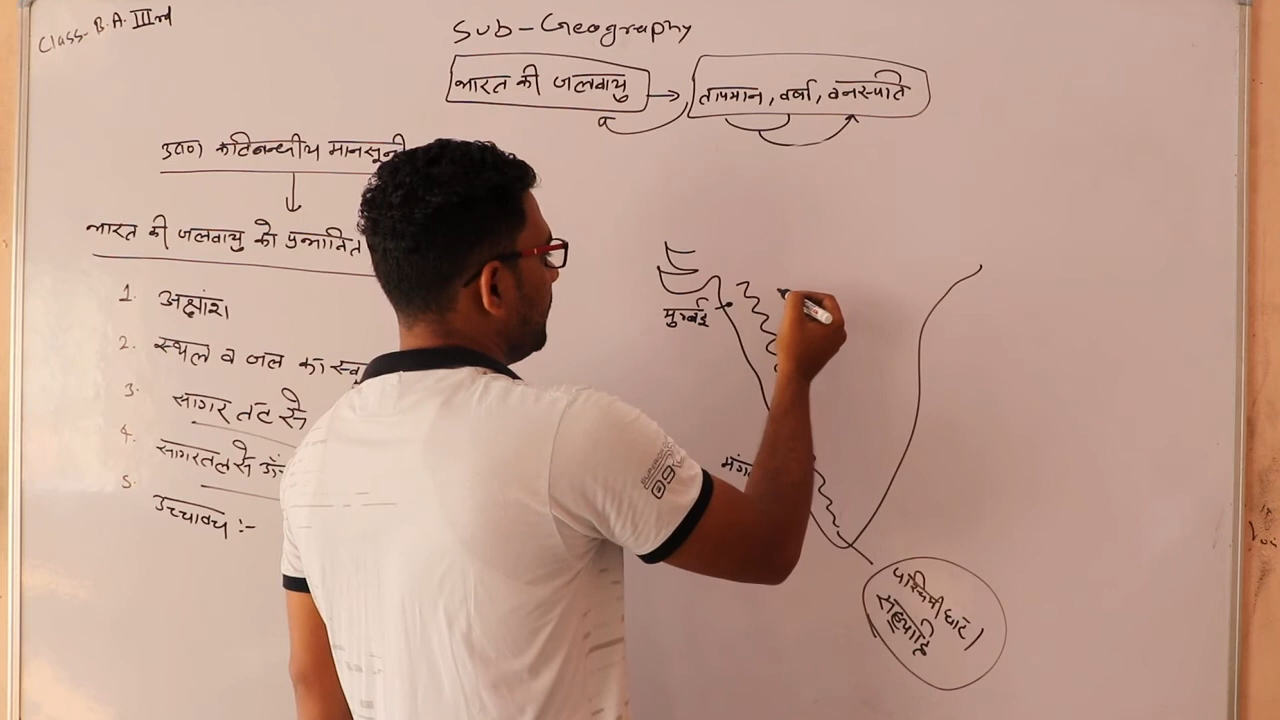 Class- B.A. IIIrd
Sub- Geography
भारत की जलवायु → तापमान, वर्षा, वनस्पति
उष्ण कटिबन्धीय मानसूनी
भारत की जलवायु को प्रभावित
1. अक्षांश
2. स्थल व जल का
3. सागर तट से
4. सागरतल से
5. उच्चावच :-
मुम्बई
पश्चिमी घाट /
सह्याद्रि